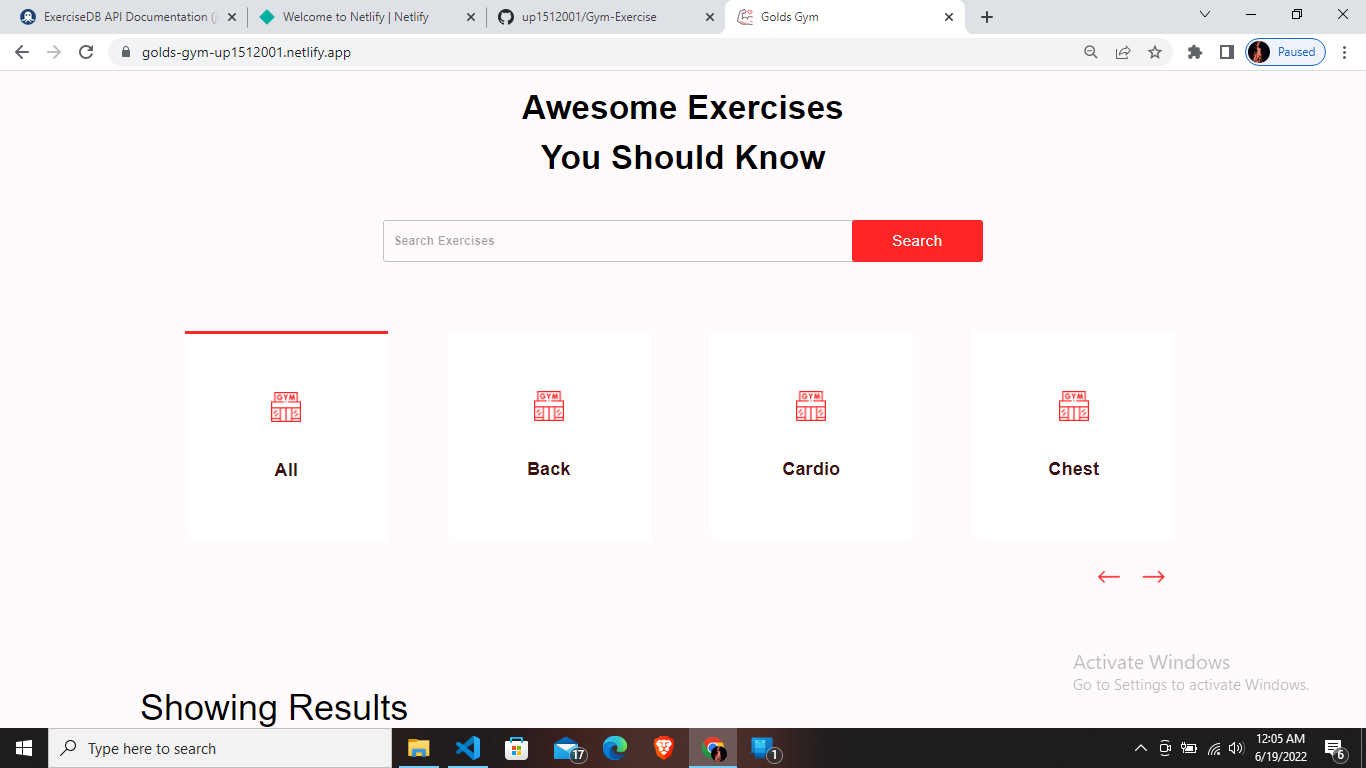 ExerciseDB API Documentation
Welcome to Netlify | Netlify
up1512001/Gym-Exercise
Golds Gym
golds-gym-up1512001.netlify.app
Paused
Awesome Exercises
You Should Know
Search Exercises
Search
GYM
GYM
GYM
GYM
All
Back
Cardio
Chest
Activate Windows
Go to Settings to activate Windows.
Showing Results
Type here to search
17
1
12:05 AM
6/19/2022
6